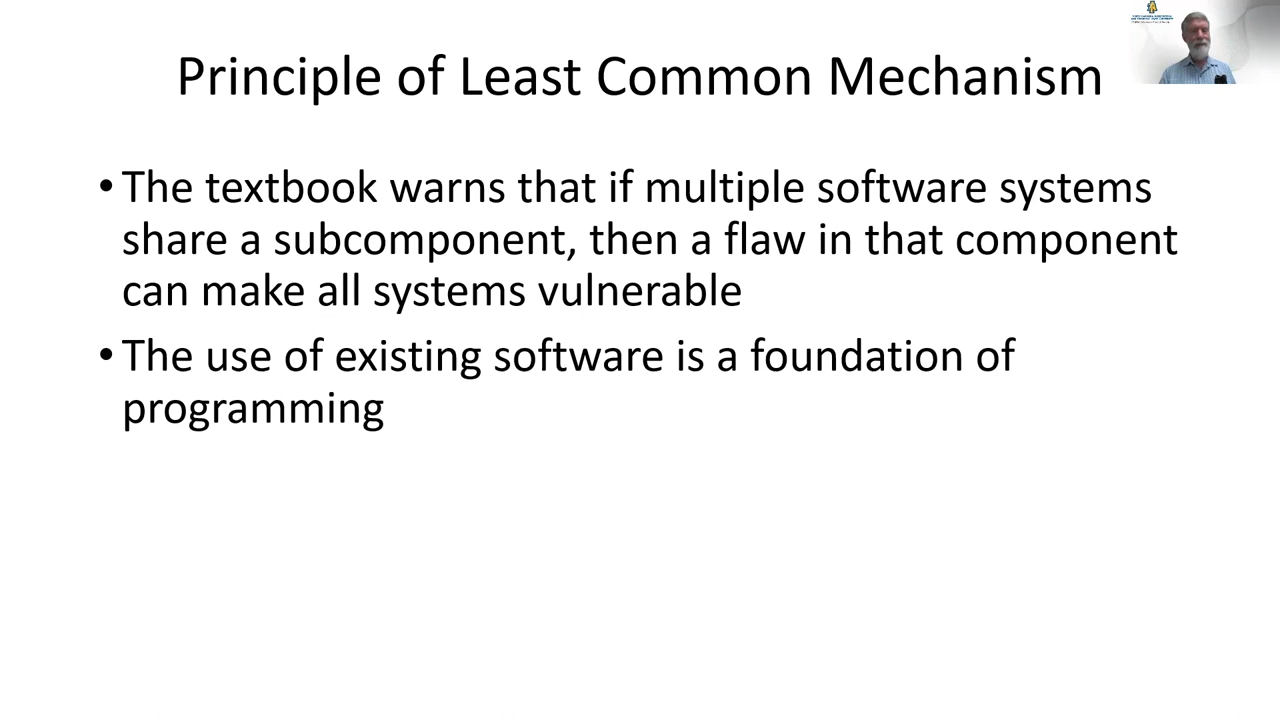 Principle of Least Common Mechanism
• The textbook warns that if multiple software systems
share a subcomponent, then a flaw in that component
can make all systems vulnerable
• The use of existing software is a foundation of
programming